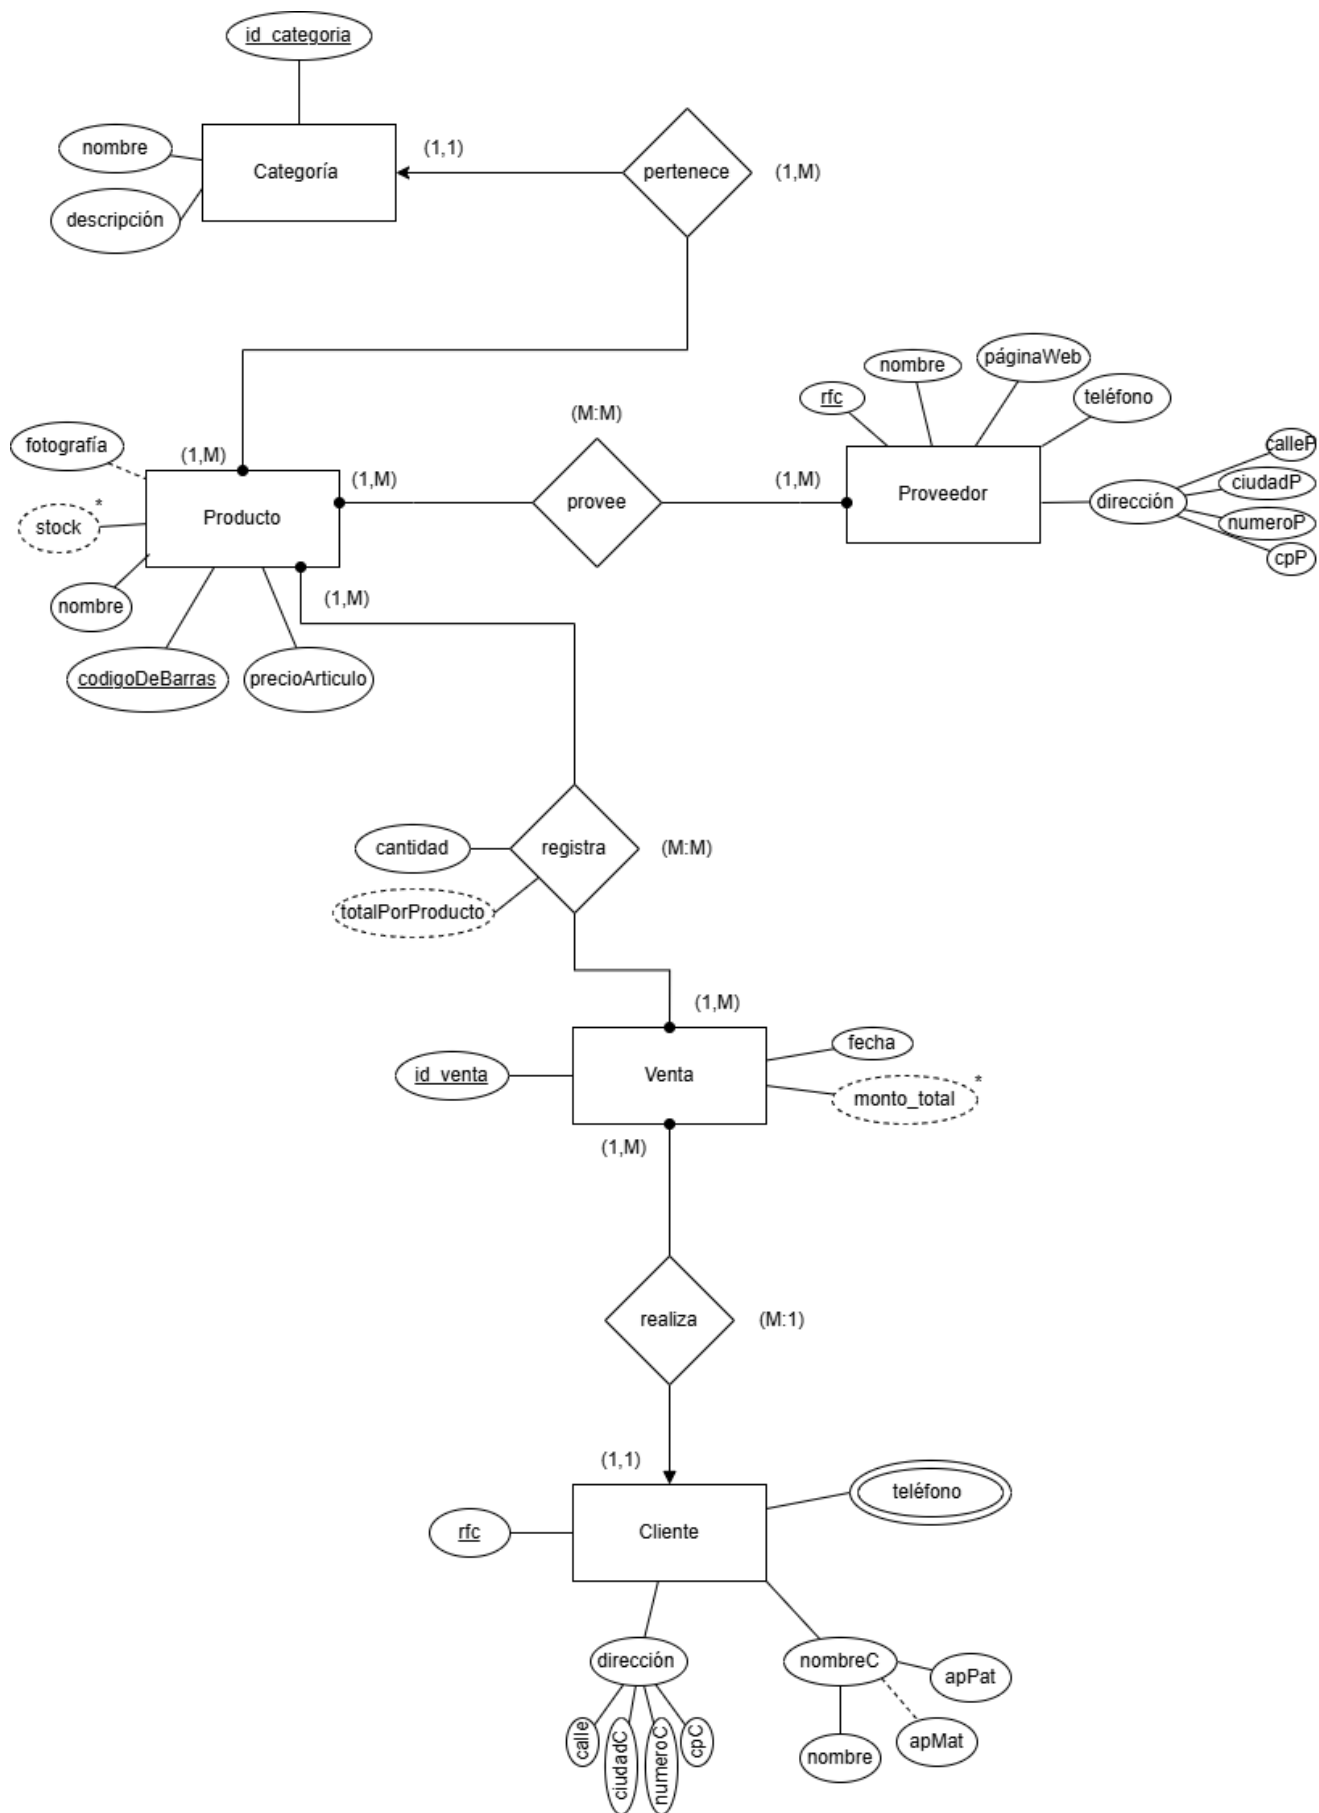 id_categoria
nombre
Categoría
(1,1)
pertenece
(1,M)
descripción
páginaWeb
nombre
rfc
teléfono
(M:M)
fotografía
(1,M)
(1,M)
(1,M)
Proveedor
calleP
ciudadP
dirección
numeroP
cpP
*
stock
Producto
provee
nombre
(1,M)
codigoDeBarras
precioArticulo
cantidad
registra
(M:M)
totalPorProducto
(1,M)
fecha
id_venta
Venta
*
monto_total
(1,M)
realiza
(M:1)
(1,1)
teléfono
rfc
Cliente
dirección
nombreC
apPat
calle
ciudadC
numeroC
cpC
nombre
apMat